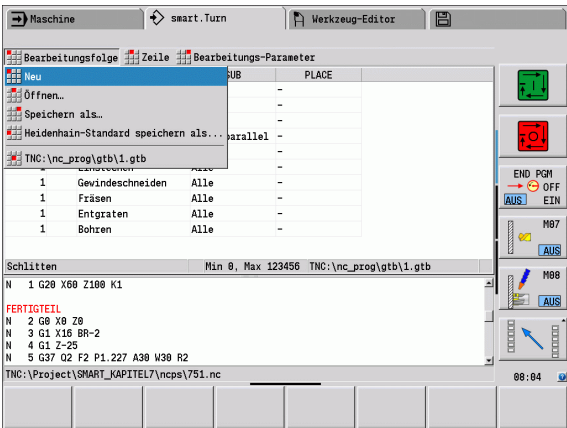 Maschine
smart.Turn
Werkzeug-Editor
Bearbeitungsfolge Zeile Bearbeitungs-Parameter
PLACE
Neu
-
Öffnen…
-
Speichern als…
-
Heidenhain-Standard speichern als... parallel -
-
TNC:\nc_prog\gtb\1.gtb
1 Einstechen Alle -
1 Gewindeschneiden Alle -
1 Fräsen Alle -
1 Entgraten Alle -
1 Bohren Alle -
Schlitten Min 0, Max 123456 TNC:\nc_prog\gtb\1.gtb
N 1 G20 X60 Z100 K1
FERTIGTEIL
N 2 G0 X0 Z0
N 3 G1 X16 BR-2
N 4 G1 Z-25
N 5 G37 Q2 F2 P1.227 A30 W30 R2
TNC:\Project\SMART_KAPITEL7\ncps\751.nc
END PGM
OFF
AUS EIN
M07
AUS
M08
AUS
08:04